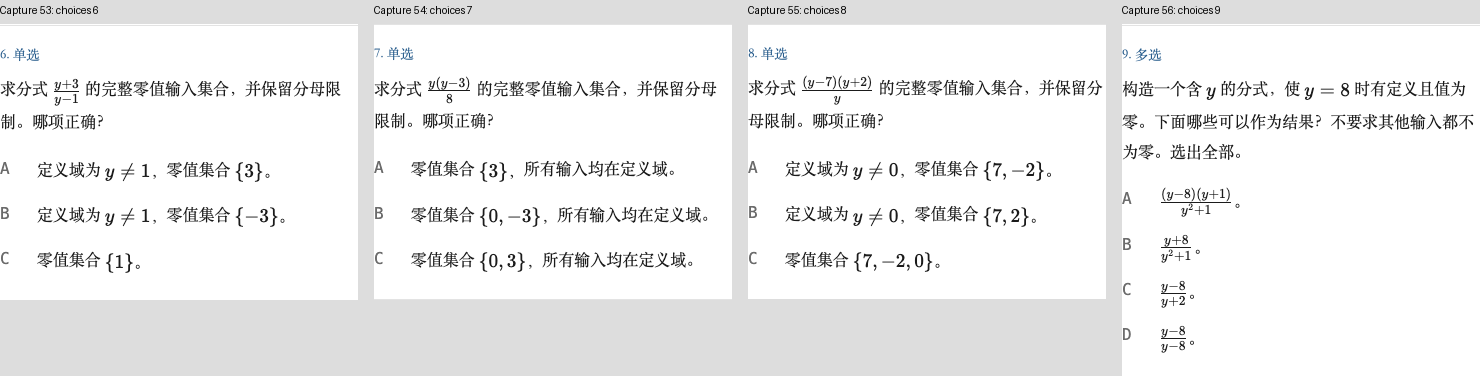 Capture 53: choices6
6. 单选
求分式 \frac{y+3}{y-1} 的完整零值输入集合，并保留分母限
制。哪项正确？
A 定义域为 y ≠ 1，零值集合 {3}。
B 定义域为 y ≠ 1，零值集合 {−3}。
C 零值集合 {1}。
Capture 54: choices7
7. 单选
求分式 \frac{y(y-3)}{8} 的完整零值输入集合，并保留分母
限制。哪项正确？
A 零值集合 {3}，所有输入均在定义域。
B 零值集合 {0, −3}，所有输入均在定义域。
C 零值集合 {0, 3}，所有输入均在定义域。
Capture 55: choices8
8. 单选
求分式 \frac{(y-7)(y+2)}{y} 的完整零值输入集合，并保留分
母限制。哪项正确？
A 定义域为 y ≠ 0，零值集合 {7, −2}。
B 定义域为 y ≠ 0，零值集合 {7, 2}。
C 零值集合 {7, −2, 0}。
Capture 56: choices9
9. 多选
构造一个含 y 的分式，使 y = 8 时有定义且值为
零。下面哪些可以作为结果？不要求其他输入都不
为零。选出全部。
A \frac{(y-8)(y+1)}{y^2+1}。
B \frac{y+8}{y^2+1}。
C \frac{y-8}{y+2}。
D \frac{y-8}{y-8}。